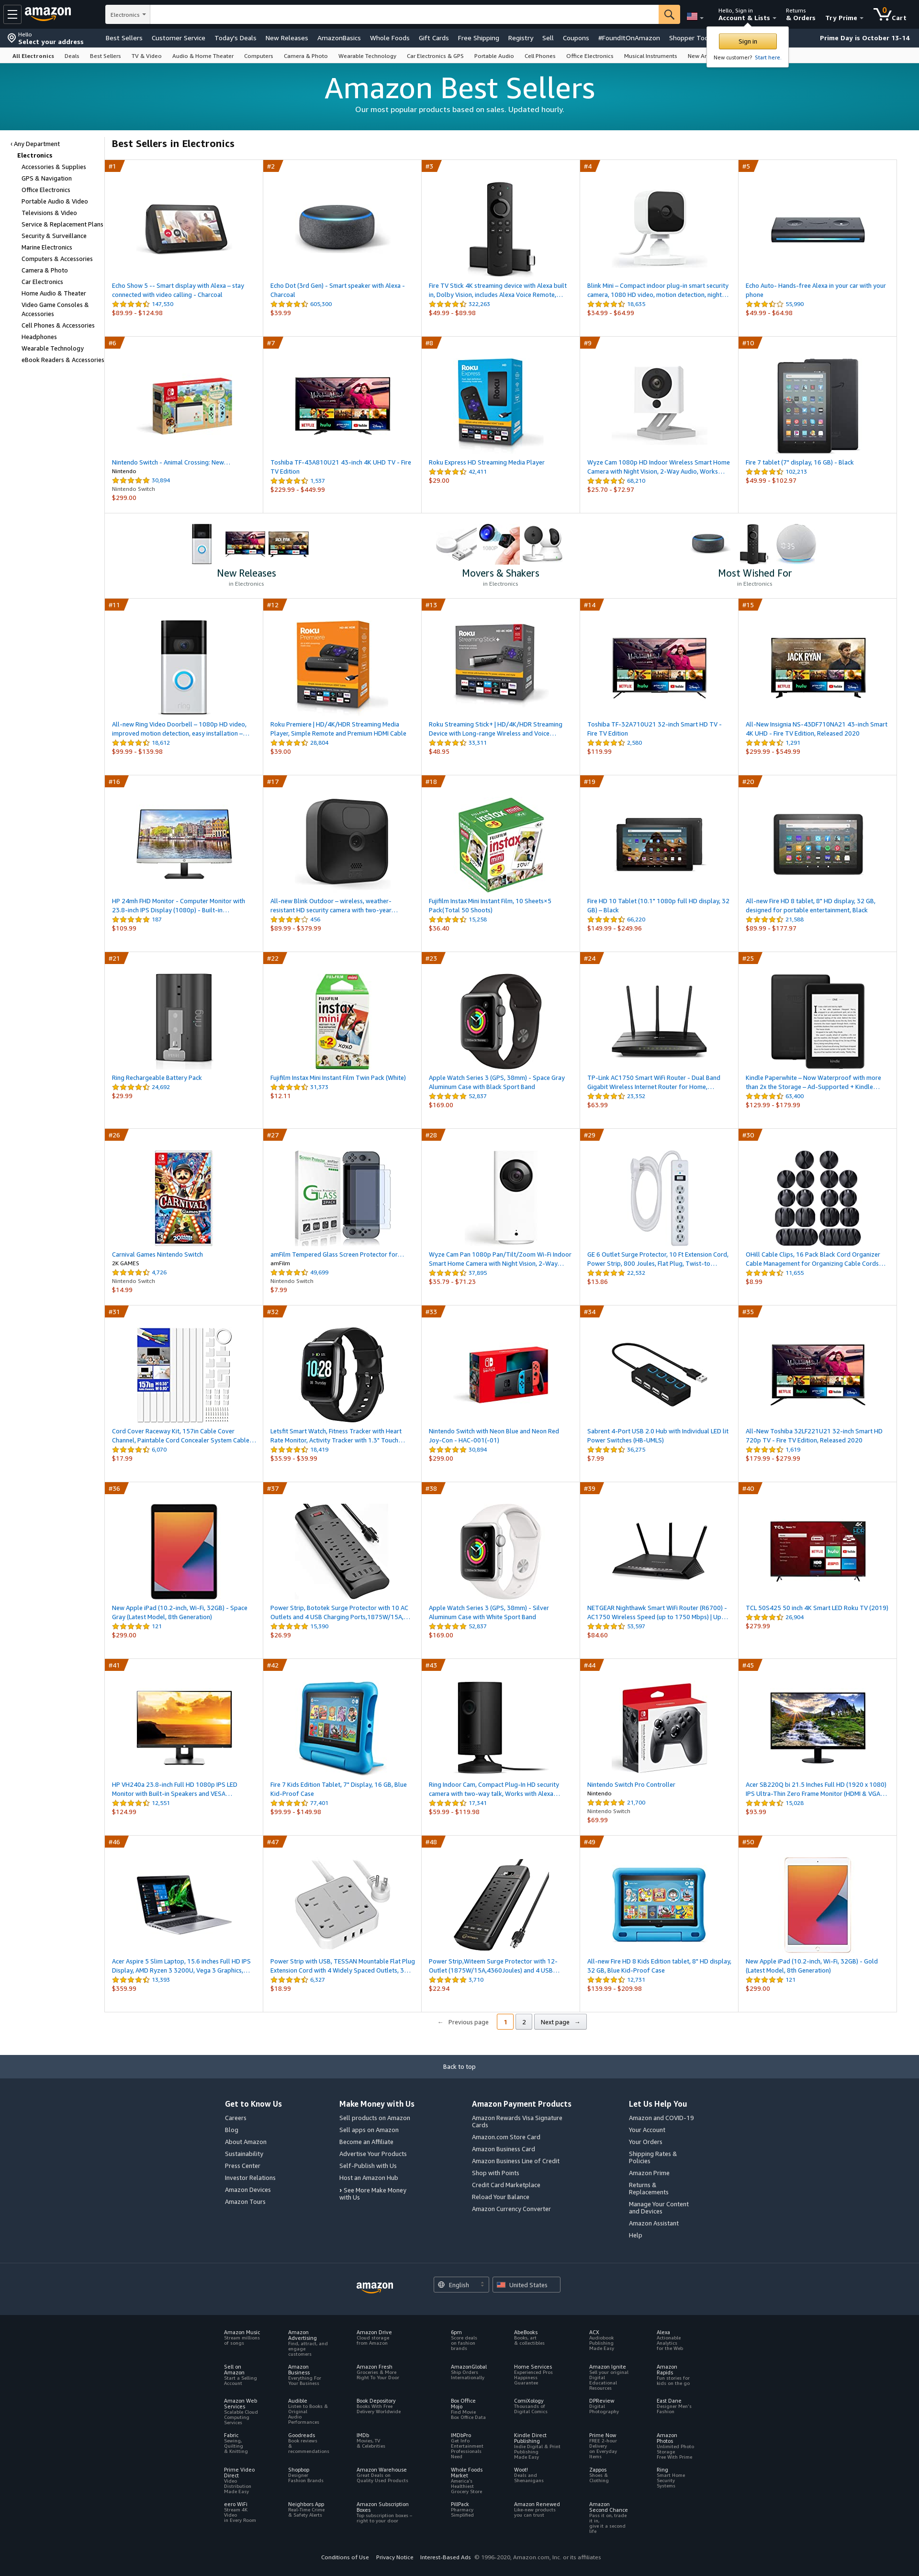 amazon
Electronics
Hello, Sign in
Account & Lists
Returns
& Orders
Try Prime
0
Cart
Hello
Select your address
Best Sellers Customer Service Today's Deals New Releases AmazonBasics Whole Foods Gift Cards Free Shipping Registry Sell Coupons #FoundItOnAmazon Shopper Too
Prime Day is October 13-14
Sign in
New customer? Start here.
All Electronics Deals Best Sellers TV & Video Audio & Home Theater Computers Camera & Photo Wearable Technology Car Electronics & GPS Portable Audio Cell Phones Office Electronics Musical Instruments New Ar
Amazon Best Sellers
Our most popular products based on sales. Updated hourly.
‹ Any Department
Electronics
Accessories & Supplies
GPS & Navigation
Office Electronics
Portable Audio & Video
Televisions & Video
Service & Replacement Plans
Security & Surveillance
Marine Electronics
Computers & Accessories
Camera & Photo
Car Electronics
Home Audio & Theater
Video Game Consoles &
Accessories
Cell Phones & Accessories
Headphones
Wearable Technology
eBook Readers & Accessories
Best Sellers in Electronics
#1
Echo Show 5 -- Smart display with Alexa – stay
connected with video calling - Charcoal
147,530
$89.99 - $124.98
#2
Echo Dot (3rd Gen) - Smart speaker with Alexa -
Charcoal
605,300
$39.99
#3
Fire TV Stick 4K streaming device with Alexa built
in, Dolby Vision, includes Alexa Voice Remote,…
322,263
$49.99 - $89.98
#4
Blink Mini – Compact indoor plug-in smart security
camera, 1080 HD video, motion detection, night…
18,635
$34.99 - $64.99
#5
Echo Auto- Hands-free Alexa in your car with your
phone
55,990
$49.99 - $64.98
#6
Nintendo Switch - Animal Crossing: New…
Nintendo
30,894
Nintendo Switch
$299.00
#7
Toshiba TF-43A810U21 43-inch 4K UHD TV - Fire
TV Edition
1,537
$229.99 - $449.99
#8
Roku Express HD Streaming Media Player
42,411
$29.00
#9
Wyze Cam 1080p HD Indoor Wireless Smart Home
Camera with Night Vision, 2-Way Audio, Works…
68,210
$25.70 - $72.97
#10
Fire 7 tablet (7" display, 16 GB) - Black
102,213
$49.99 - $102.97
New Releases
in Electronics
Movers & Shakers
in Electronics
Most Wished For
in Electronics
#11
All-new Ring Video Doorbell – 1080p HD video,
improved motion detection, easy installation –…
18,612
$99.99 - $139.98
#12
Roku Premiere | HD/4K/HDR Streaming Media
Player, Simple Remote and Premium HDMI Cable
28,804
$39.00
#13
Roku Streaming Stick+ | HD/4K/HDR Streaming
Device with Long-range Wireless and Voice…
33,311
$48.95
#14
Toshiba TF-32A710U21 32-inch Smart HD TV -
Fire TV Edition
2,580
$119.99
#15
All-New Insignia NS-43DF710NA21 43-inch Smart
4K UHD - Fire TV Edition, Released 2020
1,291
$299.99 - $549.99
#16
HP 24mh FHD Monitor - Computer Monitor with
23.8-inch IPS Display (1080p) - Built-in…
187
$109.99
#17
All-new Blink Outdoor – wireless, weather-
resistant HD security camera with two-year…
456
$89.99 - $379.99
#18
Fujifilm Instax Mini Instant Film, 10 Sheets×5
Pack(Total 50 Shoots)
15,258
$36.40
#19
Fire HD 10 Tablet (10.1" 1080p full HD display, 32
GB) – Black
66,220
$149.99 - $249.96
#20
All-new Fire HD 8 tablet, 8" HD display, 32 GB,
designed for portable entertainment, Black
21,588
$89.99 - $177.97
#21
Ring Rechargeable Battery Pack
24,692
$29.99
#22
Fujifilm Instax Mini Instant Film Twin Pack (White)
31,573
$12.11
#23
Apple Watch Series 3 (GPS, 38mm) - Space Gray
Aluminum Case with Black Sport Band
52,837
$169.00
#24
TP-Link AC1750 Smart WiFi Router - Dual Band
Gigabit Wireless Internet Router for Home,…
23,352
$63.99
#25
Kindle Paperwhite – Now Waterproof with more
than 2x the Storage – Ad-Supported + Kindle…
63,400
$129.99 - $179.99
#26
Carnival Games Nintendo Switch
2K GAMES
4,726
Nintendo Switch
$14.99
#27
amFilm Tempered Glass Screen Protector for…
amFilm
49,699
Nintendo Switch
$7.99
#28
Wyze Cam Pan 1080p Pan/Tilt/Zoom Wi-Fi Indoor
Smart Home Camera with Night Vision, 2-Way…
37,895
$35.79 - $71.23
#29
GE 6 Outlet Surge Protector, 10 Ft Extension Cord,
Power Strip, 800 Joules, Flat Plug, Twist-to…
22,532
$13.86
#30
OHill Cable Clips, 16 Pack Black Cord Organizer
Cable Management for Organizing Cable Cords…
11,655
$8.99
#31
Cord Cover Raceway Kit, 157in Cable Cover
Channel, Paintable Cord Concealer System Cable…
6,070
$17.99
#32
Letsfit Smart Watch, Fitness Tracker with Heart
Rate Monitor, Activity Tracker with 1.3" Touch…
18,419
$35.99 - $39.99
#33
Nintendo Switch with Neon Blue and Neon Red
Joy-Con - HAC-001(-01)
30,894
$299.00
#34
Sabrent 4-Port USB 2.0 Hub with Individual LED lit
Power Switches (HB-UMLS)
36,275
$7.99
#35
All-New Toshiba 32LF221U21 32-inch Smart HD
720p TV - Fire TV Edition, Released 2020
1,619
$179.99 - $279.99
#36
New Apple iPad (10.2-inch, Wi-Fi, 32GB) - Space
Gray (Latest Model, 8th Generation)
121
$299.00
#37
Power Strip, Bototek Surge Protector with 10 AC
Outlets and 4 USB Charging Ports,1875W/15A,…
15,390
$26.99
#38
Apple Watch Series 3 (GPS, 38mm) - Silver
Aluminum Case with White Sport Band
52,837
$169.00
#39
NETGEAR Nighthawk Smart WiFi Router (R6700) -
AC1750 Wireless Speed (up to 1750 Mbps) | Up…
53,597
$84.60
#40
TCL 50S425 50 inch 4K Smart LED Roku TV (2019)
26,904
$279.99
#41
HP VH240a 23.8-inch Full HD 1080p IPS LED
Monitor with Built-in Speakers and VESA…
12,551
$124.99
#42
Fire 7 Kids Edition Tablet, 7" Display, 16 GB, Blue
Kid-Proof Case
77,401
$99.99 - $149.98
#43
Ring Indoor Cam, Compact Plug-In HD security
camera with two-way talk, Works with Alexa…
17,341
$59.99 - $119.98
#44
Nintendo Switch Pro Controller
Nintendo
21,700
Nintendo Switch
$69.99
#45
Acer SB220Q bi 21.5 Inches Full HD (1920 x 1080)
IPS Ultra-Thin Zero Frame Monitor (HDMI & VGA…
15,028
$93.99
#46
Acer Aspire 5 Slim Laptop, 15.6 inches Full HD IPS
Display, AMD Ryzen 3 3200U, Vega 3 Graphics,…
13,393
$359.99
#47
Power Strip with USB, TESSAN Mountable Flat Plug
Extension Cord with 4 Widely Spaced Outlets, 3…
6,327
$18.99
#48
Power Strip,Witeem Surge Protector with 12-
Outlet (1875W/15A,4360Joules) and 4 USB…
3,710
$22.94
#49
All-new Fire HD 8 Kids Edition tablet, 8" HD display,
32 GB, Blue Kid-Proof Case
12,731
$139.99 - $209.98
#50
New Apple iPad (10.2-inch, Wi-Fi, 32GB) - Gold
(Latest Model, 8th Generation)
121
$299.00
← Previous page 1 2 Next page →
Back to top
Get to Know Us
Careers
Blog
About Amazon
Sustainability
Press Center
Investor Relations
Amazon Devices
Amazon Tours
Make Money with Us
Sell products on Amazon
Sell apps on Amazon
Become an Affiliate
Advertise Your Products
Self-Publish with Us
Host an Amazon Hub
› See More Make Money
with Us
Amazon Payment Products
Amazon Rewards Visa Signature
Cards
Amazon.com Store Card
Amazon Business Card
Amazon Business Line of Credit
Shop with Points
Credit Card Marketplace
Reload Your Balance
Amazon Currency Converter
Let Us Help You
Amazon and COVID-19
Your Account
Your Orders
Shipping Rates &
Policies
Amazon Prime
Returns &
Replacements
Manage Your Content
and Devices
Amazon Assistant
Help
amazon
English
United States
Amazon Music
Stream millions
of songs
Amazon
Advertising
Find, attract, and
engage
customers
Amazon Drive
Cloud storage
from Amazon
6pm
Score deals
on fashion
brands
AbeBooks
Books, art
& collectibles
ACX
Audiobook
Publishing
Made Easy
Alexa
Actionable
Analytics
for the Web
Sell on
Amazon
Start a Selling
Account
Amazon
Business
Everything For
Your Business
Amazon Fresh
Groceries & More
Right To Your Door
AmazonGlobal
Ship Orders
Internationally
Home Services
Experienced Pros
Happiness
Guarantee
Amazon Ignite
Sell your original
Digital
Educational
Resources
Amazon
Rapids
Fun stories for
kids on the go
Amazon Web
Services
Scalable Cloud
Computing
Services
Audible
Listen to Books &
Original
Audio
Performances
Book Depository
Books With Free
Delivery Worldwide
Box Office
Mojo
Find Movie
Box Office Data
ComiXology
Thousands of
Digital Comics
DPReview
Digital
Photography
East Dane
Designer Men's
Fashion
Fabric
Sewing,
Quilting
& Knitting
Goodreads
Book reviews
&
recommendations
IMDb
Movies, TV
& Celebrities
IMDbPro
Get Info
Entertainment
Professionals
Need
Kindle Direct
Publishing
Indie Digital & Print
Publishing
Made Easy
Prime Now
FREE 2-hour
Delivery
on Everyday
Items
Amazon
Photos
Unlimited Photo
Storage
Free With Prime
Prime Video
Direct
Video
Distribution
Made Easy
Shopbop
Designer
Fashion Brands
Amazon Warehouse
Great Deals on
Quality Used Products
Whole Foods
Market
America's
Healthiest
Grocery Store
Woot!
Deals and
Shenanigans
Zappos
Shoes &
Clothing
Ring
Smart Home
Security
Systems
eero WiFi
Stream 4K
Video
in Every Room
Neighbors App
Real-Time Crime
& Safety Alerts
Amazon Subscription
Boxes
Top subscription boxes –
right to your door
PillPack
Pharmacy
Simplified
Amazon Renewed
Like-new products
you can trust
Amazon
Second Chance
Pass it on, trade
it in,
give it a second
life
Conditions of Use Privacy Notice Interest-Based Ads © 1996-2020, Amazon.com, Inc. or its affiliates